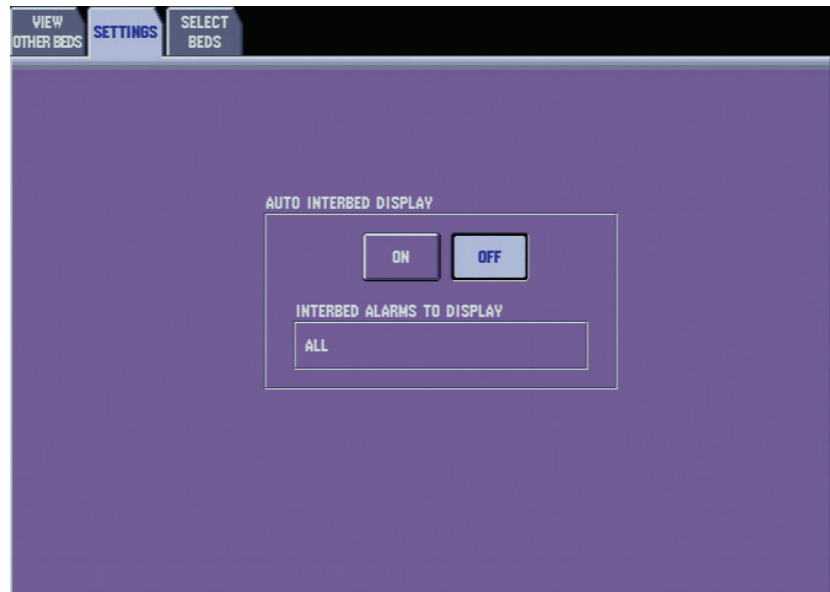 VIEW
OTHER BEDS
SETTINGS
SELECT
BEDS
AUTO INTERBED DISPLAY
ON
OFF
INTERBED ALARMS TO DISPLAY
ALL